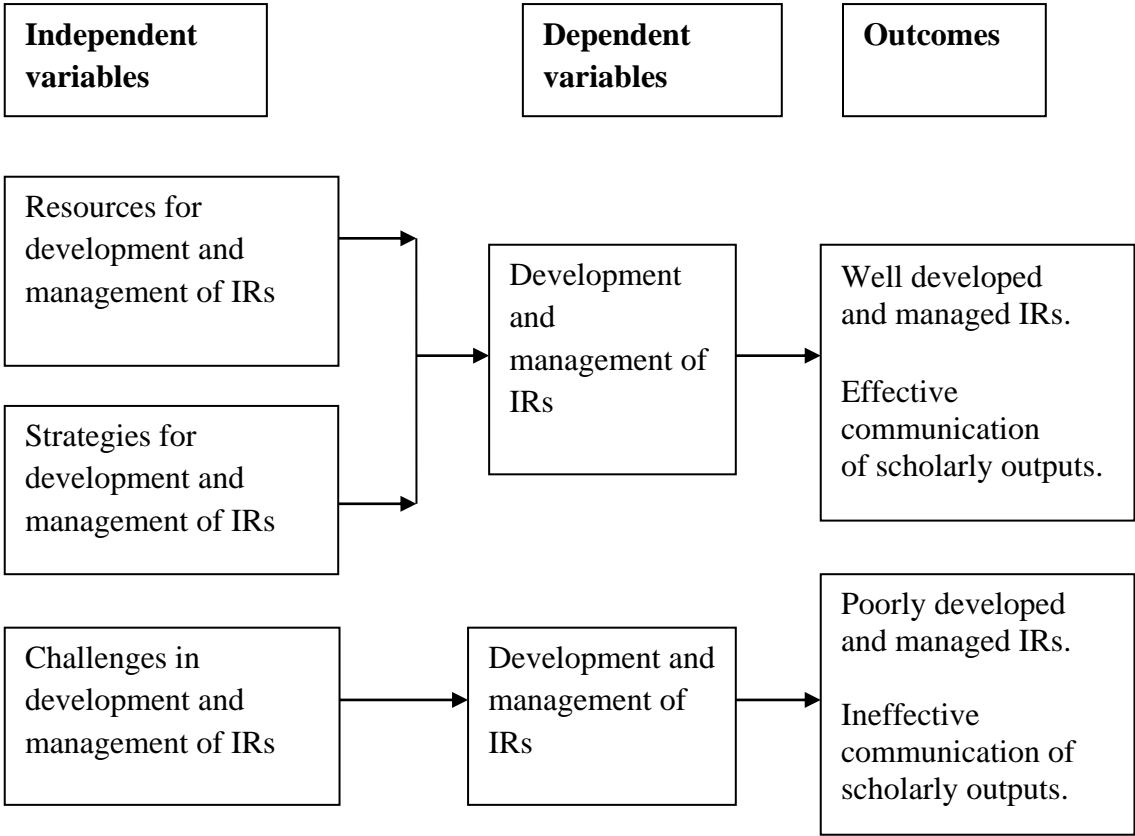 Independent
variables
Dependent
variables
Outcomes
Resources for
development and
management of IRs
Development
and
management of
IRs
Well developed
and managed IRs.
Effective
communication
of scholarly outputs.
Strategies for
development and
management of IRs
Challenges in
development and
management of IRs
Development and
management of
IRs
Poorly developed
and managed IRs.
Ineffective
communication of
scholarly outputs.